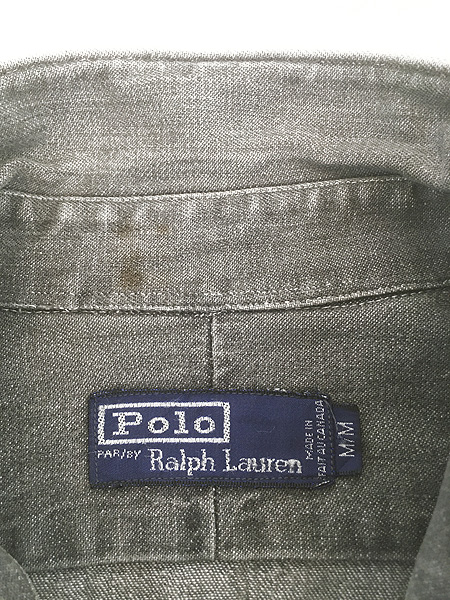 Polo
PAR/BY Ralph Lauren
MADE IN
FAIT AU CANADA
M/M